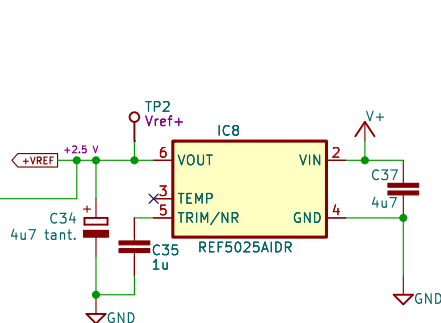 TP2
Vref+
IC8
V+
+VREF
+2.5 V
6 VOUT
VIN 2
3 TEMP
5 TRIM/NR
GND 4
C37
4u7
C34
4u7 tant.
+
C35
1u
REF5025AIDR
GND
GND